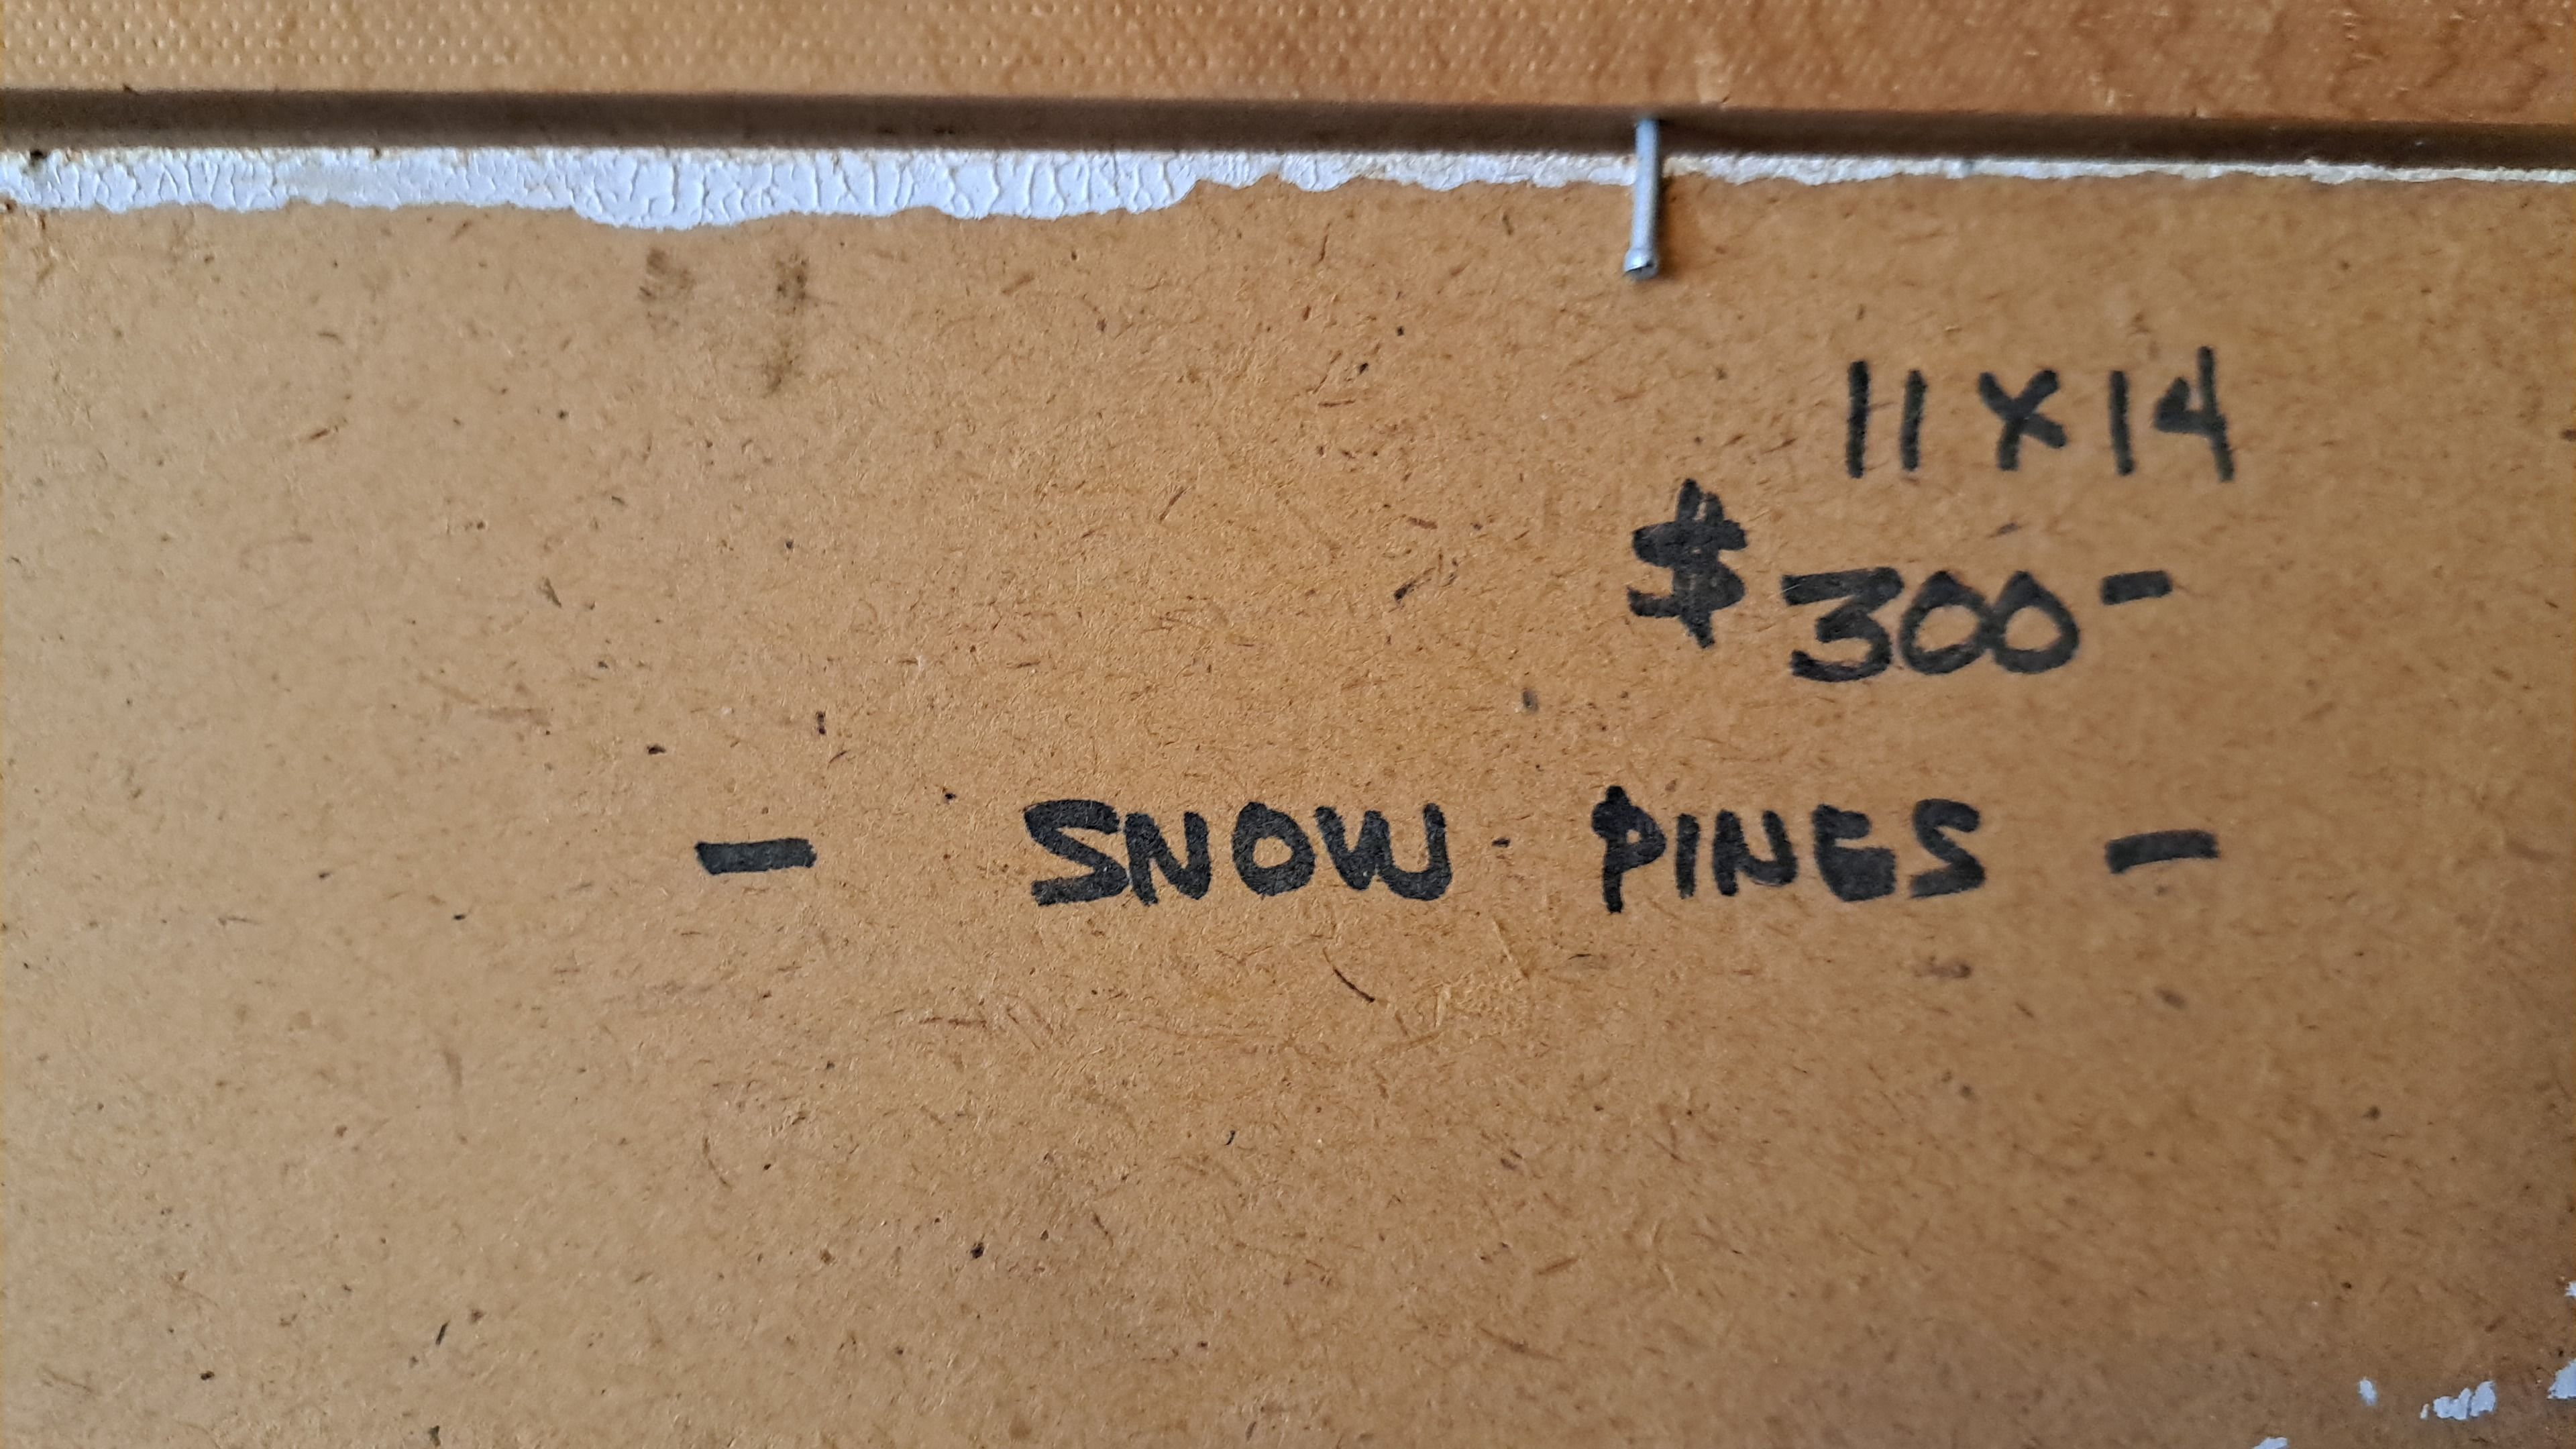 11 x 14
$300-
- SNOW PINES -